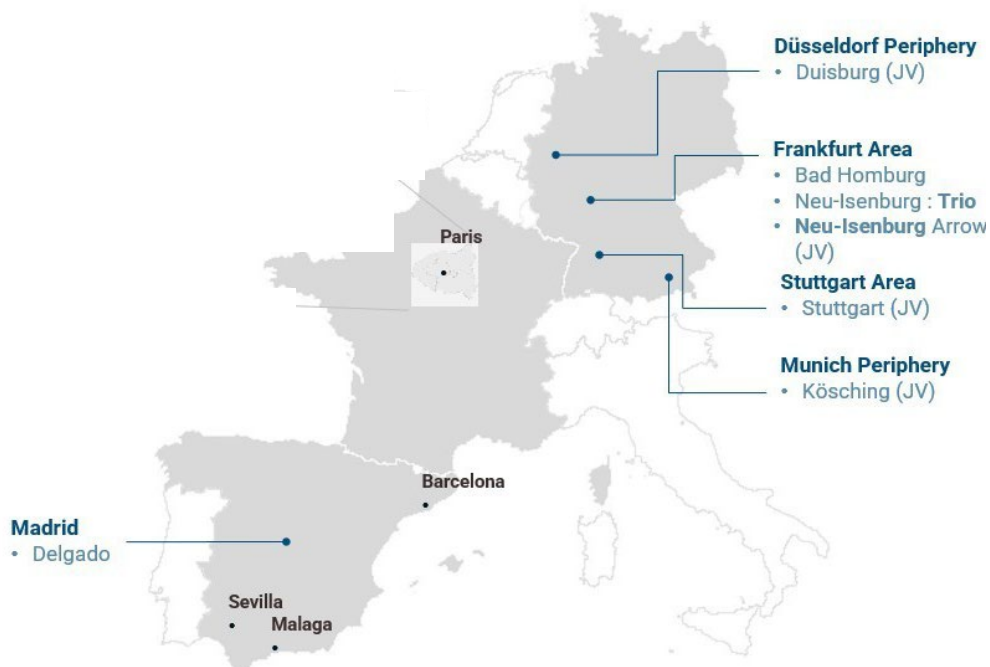 Düsseldorf Periphery
• Duisburg (JV)
Frankfurt Area
• Bad Homburg
• Neu-Isenburg : Trio
• Neu-Isenburg Arrow
(JV)
Paris
Stuttgart Area
• Stuttgart (JV)
Munich Periphery
• Kösching (JV)
Barcelona
Madrid
• Delgado
Sevilla
Malaga